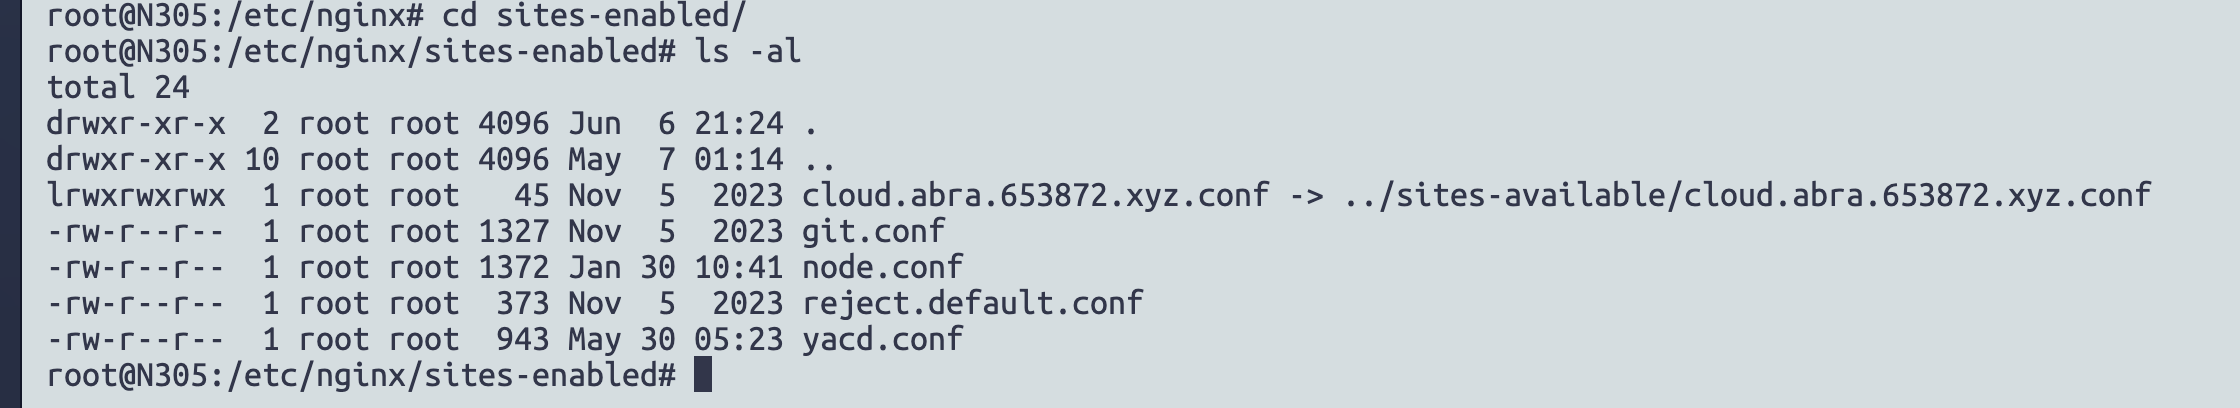 root@N305:/etc/nginx# cd sites-enabled/
root@N305:/etc/nginx/sites-enabled# ls -al
total 24
drwxr-xr-x  2 root root 4096 Jun  6 21:24 .
drwxr-xr-x 10 root root 4096 May  7 01:14 ..
lrwxrwxrwx  1 root root   45 Nov  5  2023 cloud.abra.653872.xyz.conf -> ../sites-available/cloud.abra.653872.xyz.conf
-rw-r--r--  1 root root 1327 Nov  5  2023 git.conf
-rw-r--r--  1 root root 1372 Jan 30 10:41 node.conf
-rw-r--r--  1 root root  373 Nov  5  2023 reject.default.conf
-rw-r--r--  1 root root  943 May 30 05:23 yacd.conf
root@N305:/etc/nginx/sites-enabled#